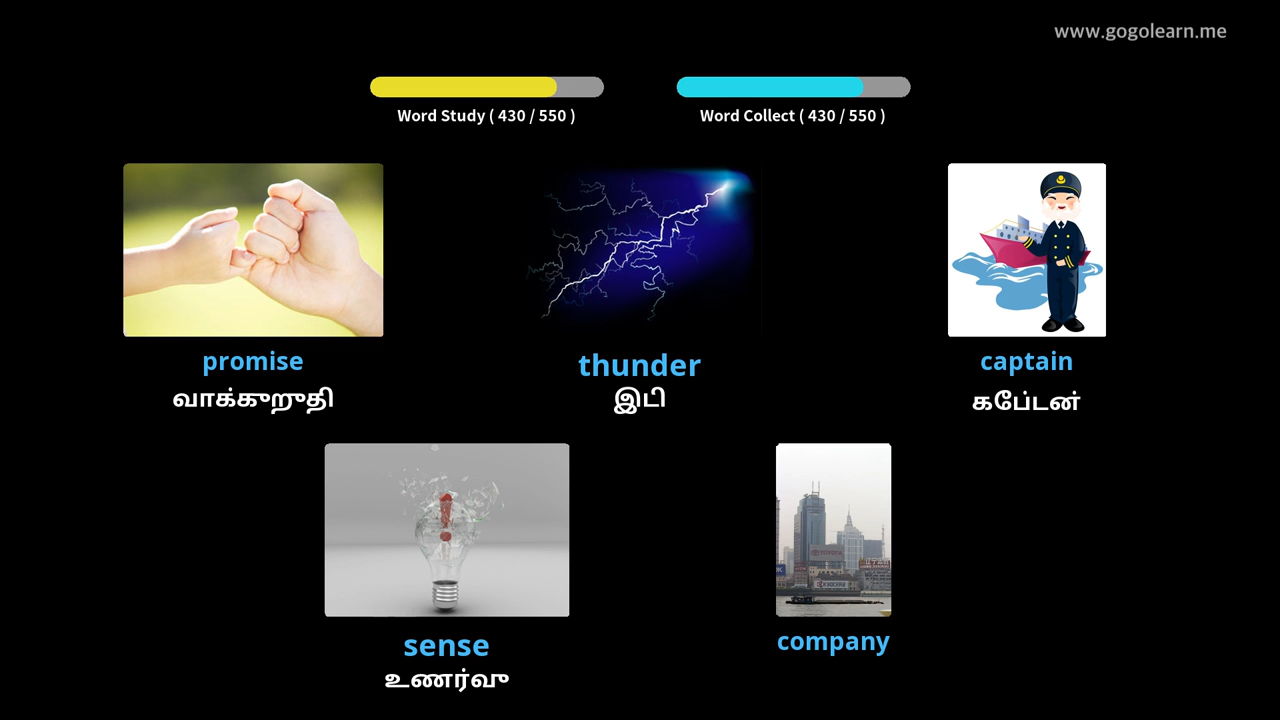 www.gogolearn.me
Word Study ( 430 / 550 )
Word Collect ( 430 / 550 )
promise
thunder
captain
வாக்குறுதி
இடி
கேப்டன்
sense
company
உணர்வு